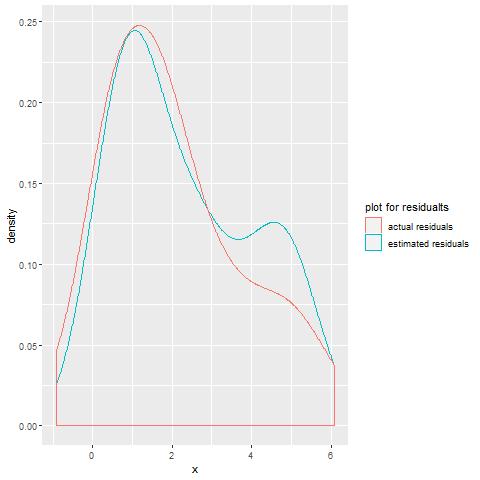 0.25
0.20
0.15
0.10
0.05
0.00
density
0
2
4
6
x
plot for residualts
actual residuals
estimated residuals